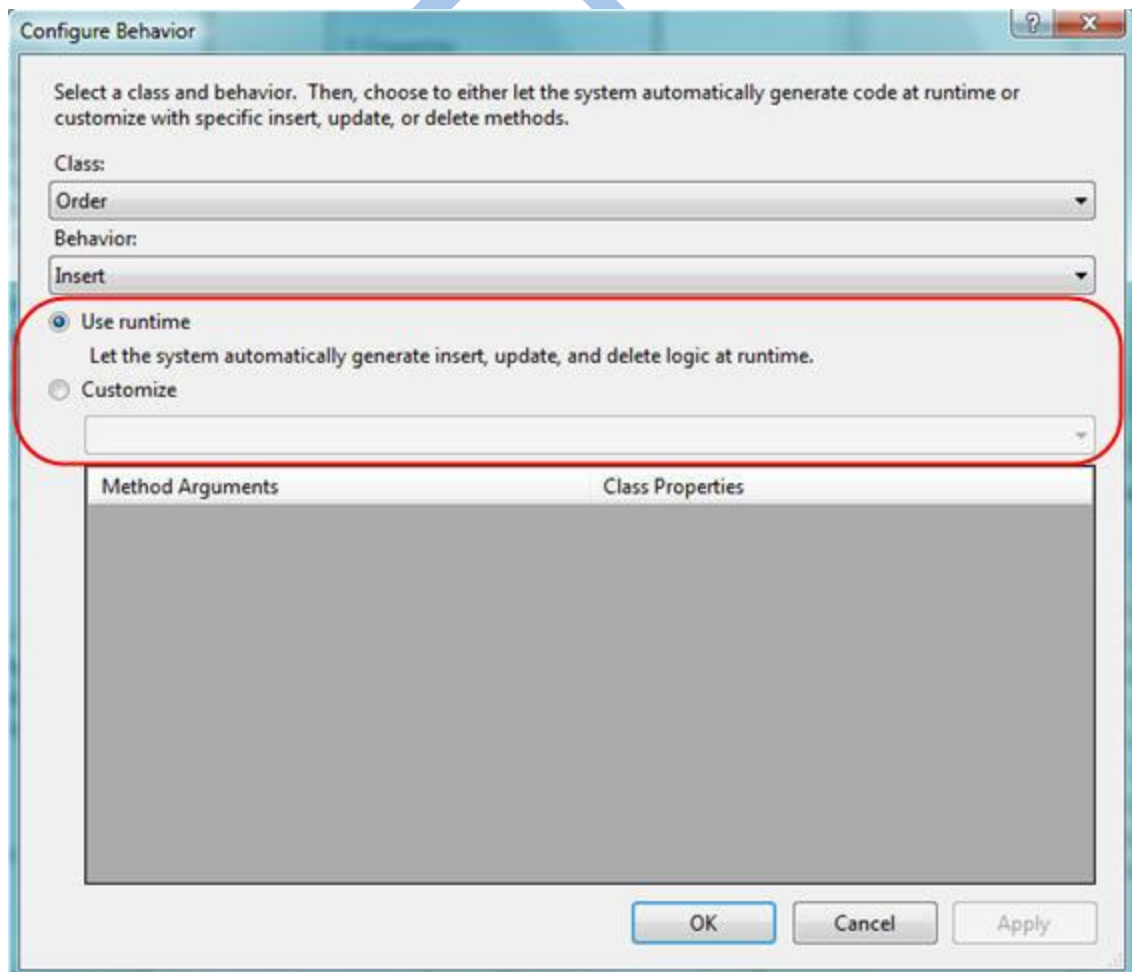 Configure Behavior
Select a class and behavior.  Then, choose to either let the system automatically generate code at runtime or
customize with specific insert, update, or delete methods.
Class:
Order
Behavior:
Insert
Use runtime
Let the system automatically generate insert, update, and delete logic at runtime.
Customize
Method Arguments Class Properties
OK Cancel Apply